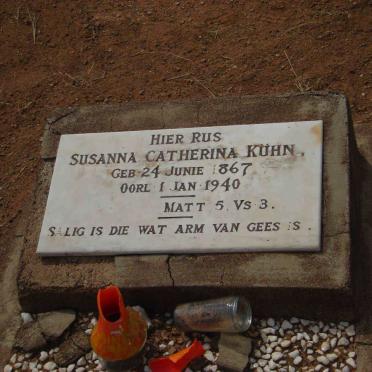 HIER RUS
SUSANNA CATHERINA KÜHN.
GEB 24 JUNIE 1867
OORL 1 JAN 1940
MATT 5. VS 3.
SALIG IS DIE WAT ARM VAN GEES IS.